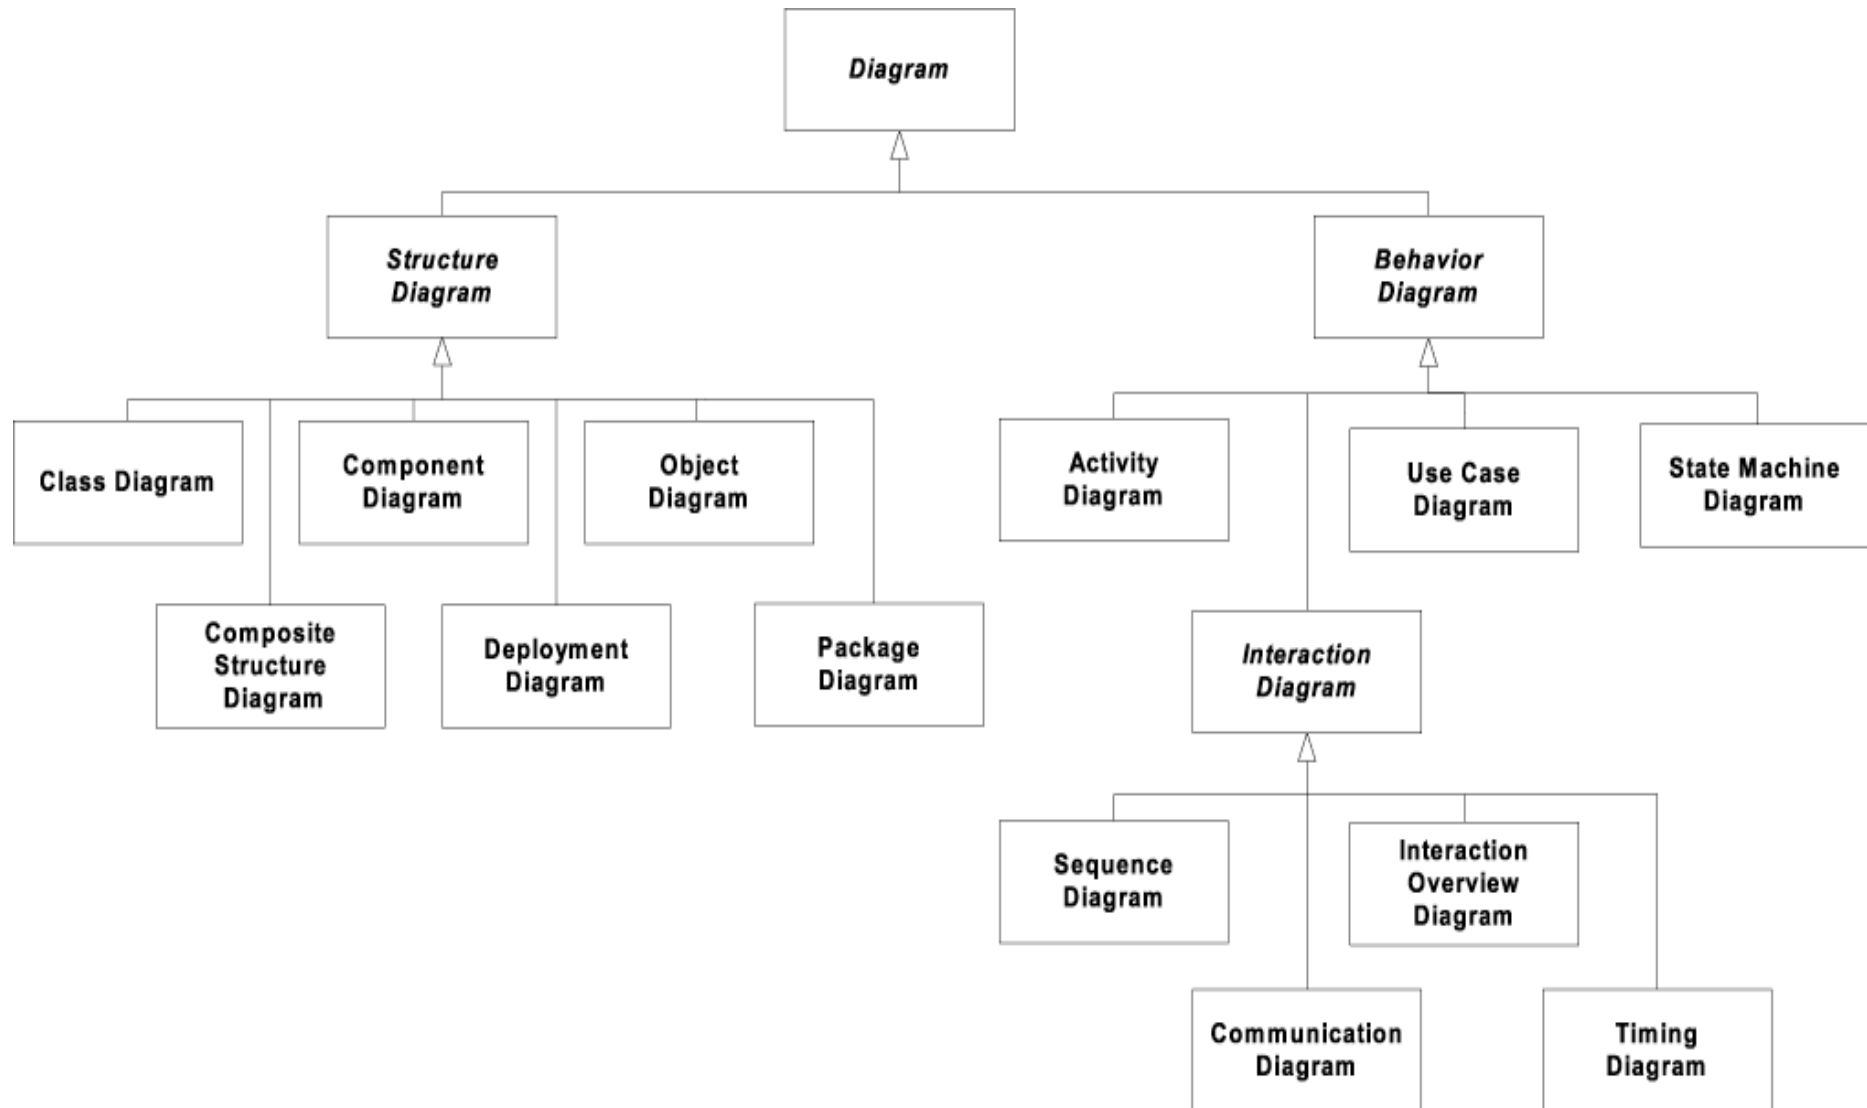 Diagram
Structure
Diagram
Behavior
Diagram
Class Diagram
Component
Diagram
Object
Diagram
Activity
Diagram
Use Case
Diagram
State Machine
Diagram
Composite
Structure
Diagram
Deployment
Diagram
Package
Diagram
Interaction
Diagram
Sequence
Diagram
Interaction
Overview
Diagram
Communication
Diagram
Timing
Diagram